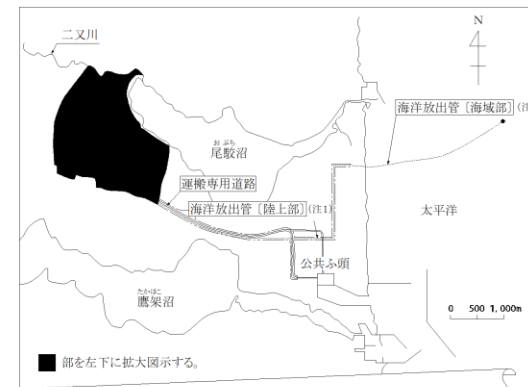 二又川
N
海洋放出管〔海域部〕(注
おぶち
尾駮沼
運搬専用道路
海洋放出管〔陸上部〕(注1)
太平洋
公共ふ頭
たかほこ
鷹架沼
0 500 1,000m
部を左下に拡大図示する。